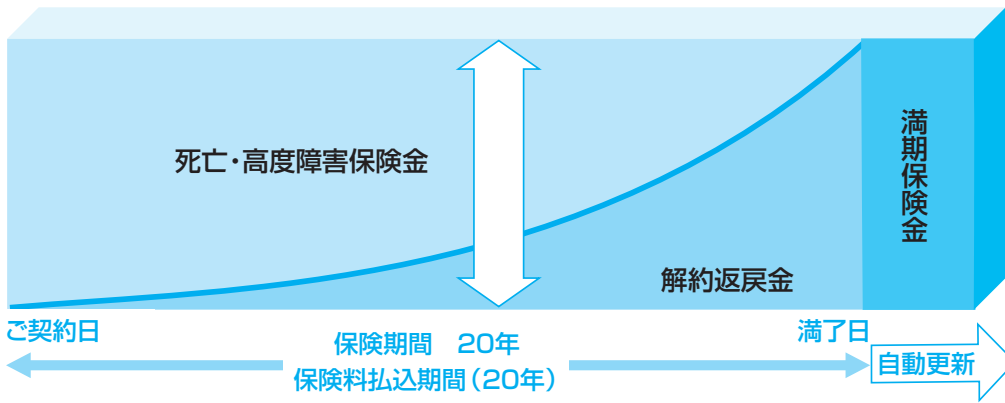 死亡・高度障害保険金
満期保険金
解約返戻金
ご契約日
満了日
保険期間　20年
保険料払込期間（20年）
自動更新